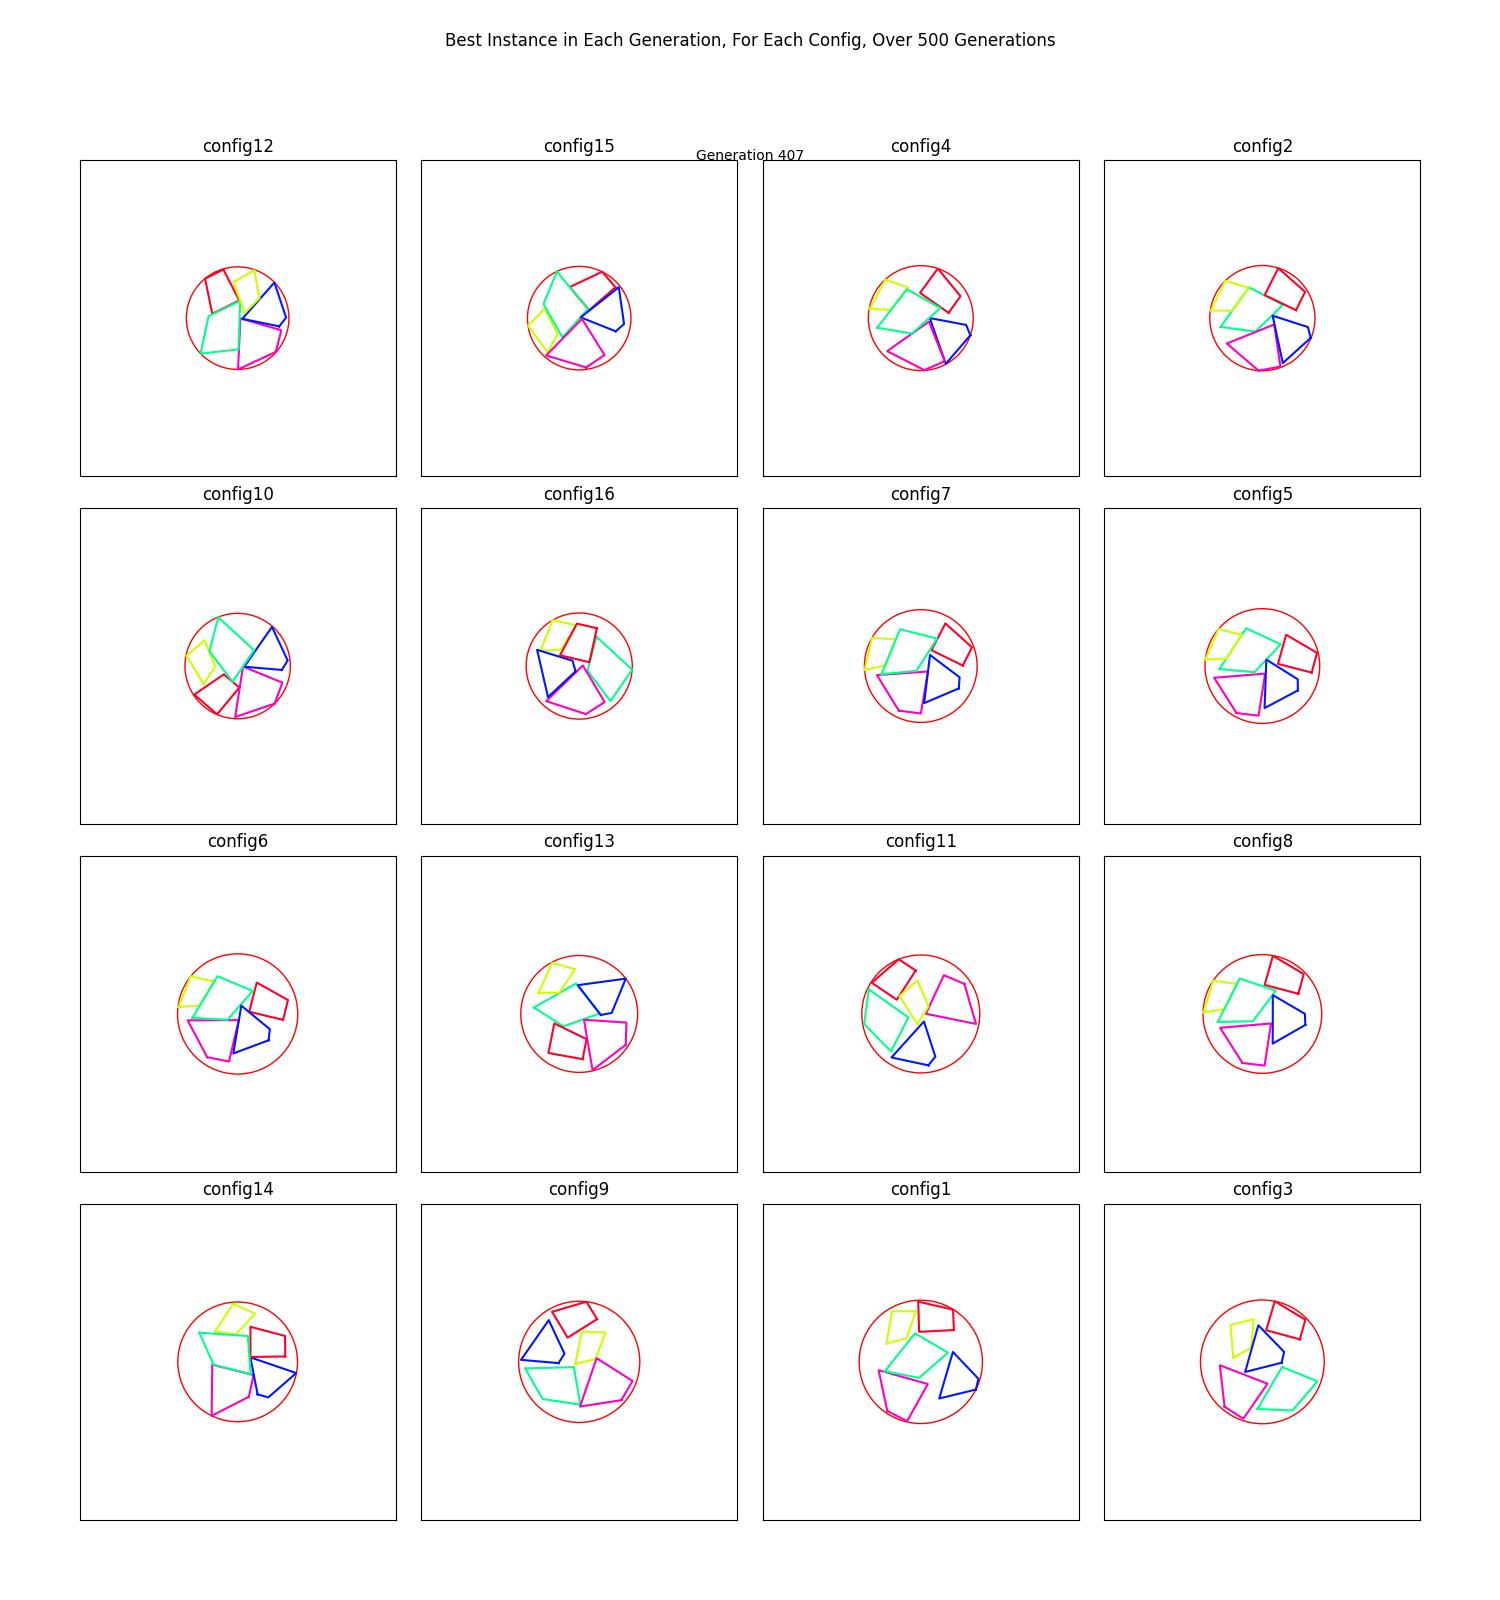 Best Instance in Each Generation, For Each Config, Over 500 Generations
Generation 407
config12
config15
config4
config2
config10
config16
config7
config5
config6
config13
config11
config8
config14
config9
config1
config3